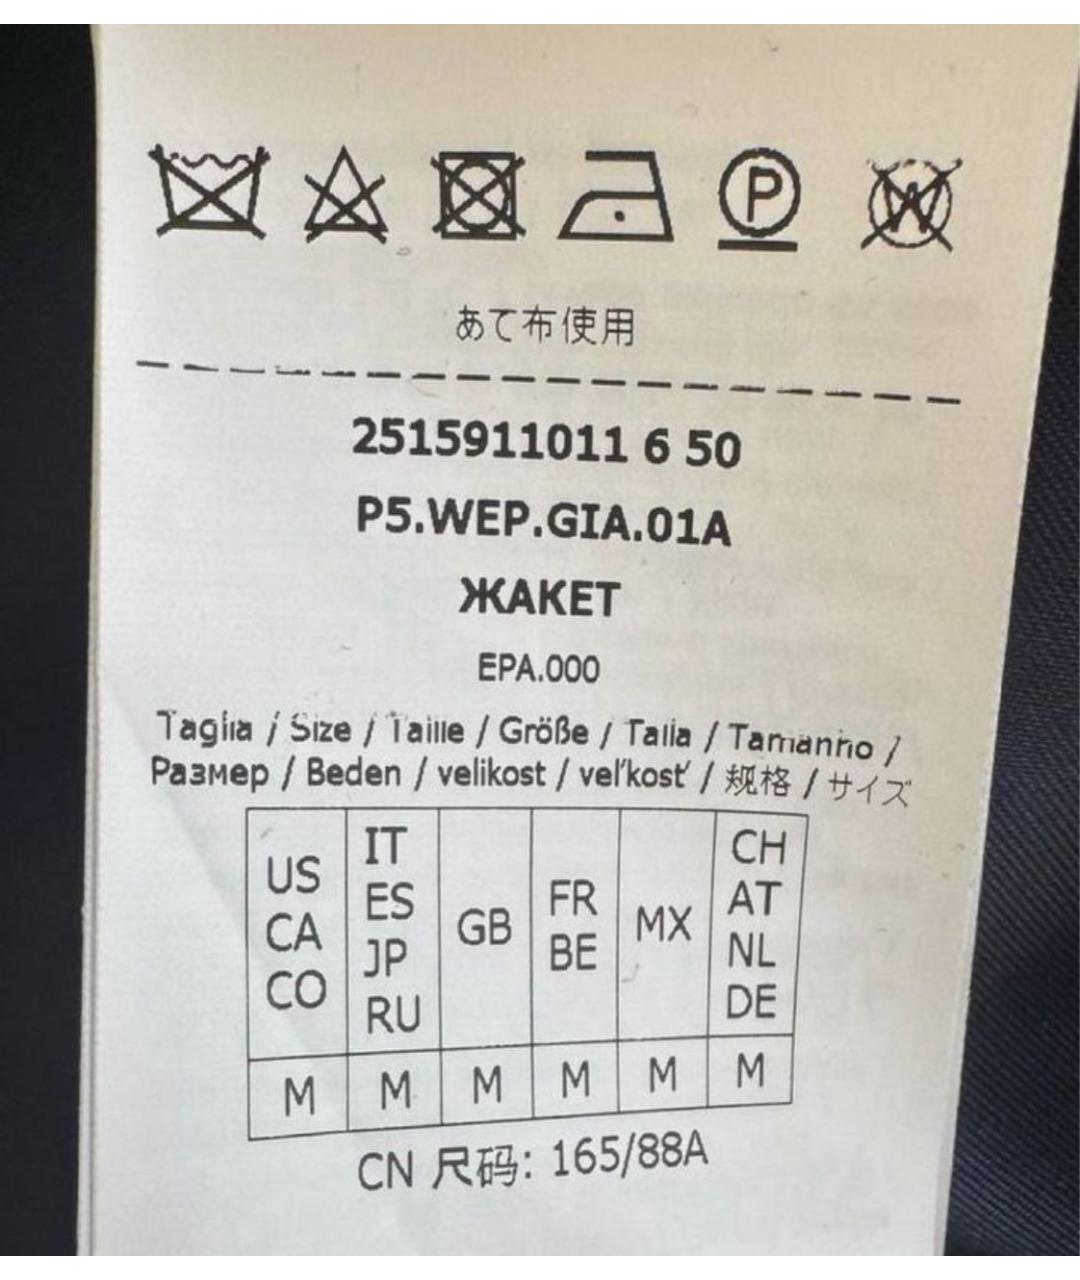 P
W
あて布使用
2515911011 6 50
P5.WEP.GIA.01A
ЖАКЕТ
EPA.000
Taglia / Size / Taille / Größe / Talla / Tamanho /
Размер / Beden / velikost / veľkosť / 规格 / サイズ
US CA CO
IT ES JP RU
GB
FR BE
MX
CH AT NL DE
M M M M M M
CN 尺码: 165/88A